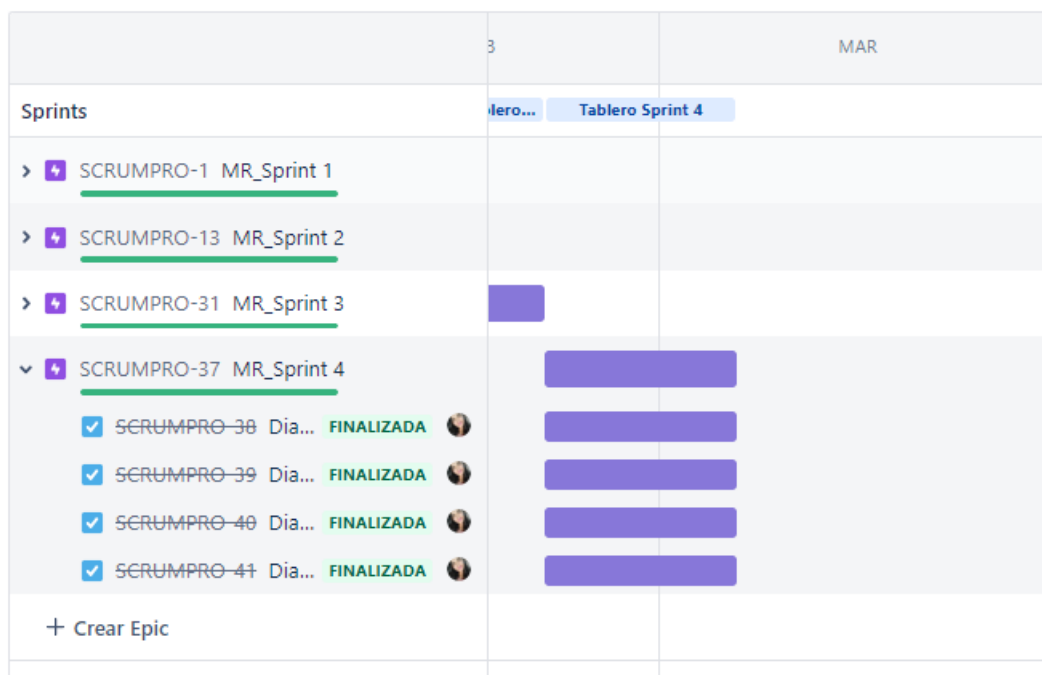 MAR
Sprints
Tablero Sprint 4
SCRUMPRO-1 MR_Sprint 1
SCRUMPRO-13 MR_Sprint 2
SCRUMPRO-31 MR_Sprint 3
SCRUMPRO-37 MR_Sprint 4
SCRUMPRO-38 Dia... FINALIZADA
SCRUMPRO-39 Dia... FINALIZADA
SCRUMPRO-40 Dia... FINALIZADA
SCRUMPRO-41 Dia... FINALIZADA
+ Crear Epic